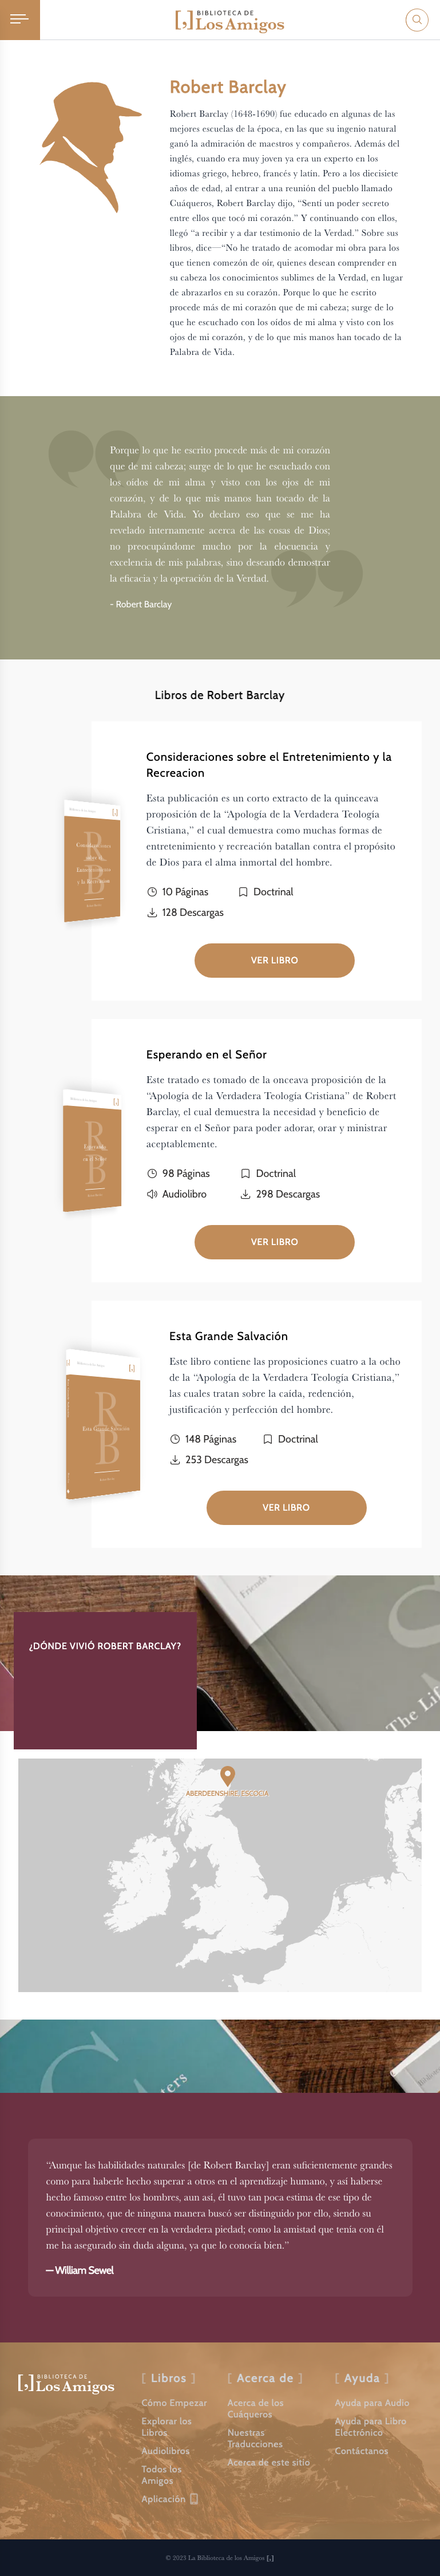 BIBLIOTECA DE
[.] Los Amigos
Robert Barclay
Robert Barclay (1648-1690) fue educado en algunas de las
mejores escuelas de la época, en las que su ingenio natural
ganó la admiración de maestros y compañeros. Además del
inglés, cuando era muy joven ya era un experto en los
idiomas griego, hebreo, francés y latín. Pero a los diecisiete
años de edad, al entrar a una reunión del pueblo llamado
Cuáqueros, Robert Barclay dijo, “Sentí un poder secreto
entre ellos que tocó mi corazón.” Y continuando con ellos,
llegó “a recibir y a dar testimonio de la Verdad.” Sobre sus
libros, dice—“No he tratado de acomodar mi obra para los
que tienen comezón de oír, quienes desean comprender en
su cabeza los conocimientos sublimes de la Verdad, en lugar
de abrazarlos en su corazón. Porque lo que he escrito
procede más de mi corazón que de mi cabeza; surge de lo
que he escuchado con los oídos de mi alma y visto con los
ojos de mi corazón, y de lo que mis manos han tocado de la
Palabra de Vida.
Porque lo que he escrito procede más de mi corazón
que de mi cabeza; surge de lo que he escuchado con
los oídos de mi alma y visto con los ojos de mi
corazón, y de lo que mis manos han tocado de la
Palabra de Vida. Yo declaro eso que se me ha
revelado internamente acerca de las cosas de Dios;
no preocupándome mucho por la elocuencia y
excelencia de mis palabras, sino deseando demostrar
la eficacia y la operación de la Verdad.
- Robert Barclay
Libros de Robert Barclay
Consideraciones sobre el Entretenimiento y la
Recreacion
Esta publicación es un corto extracto de la quinceava
proposición de la “Apología de la Verdadera Teología
Cristiana,” el cual demuestra como muchas formas de
entretenimiento y recreación batallan contra el propósito
de Dios para el alma inmortal del hombre.
10 Páginas
Doctrinal
128 Descargas
VER LIBRO
Esperando en el Señor
Este tratado es tomado de la onceava proposición de la
“Apología de la Verdadera Teología Cristiana” de Robert
Barclay, el cual demuestra la necesidad y beneficio de
esperar en el Señor para poder adorar, orar y ministrar
aceptablemente.
98 Páginas
Doctrinal
Audiolibro
298 Descargas
VER LIBRO
Esta Grande Salvación
Este libro contiene las proposiciones cuatro a la ocho
de la “Apología de la Verdadera Teología Cristiana,”
las cuales tratan sobre la caída, redención,
justificación y perfección del hombre.
148 Páginas
Doctrinal
253 Descargas
VER LIBRO
¿DÓNDE VIVIÓ ROBERT BARCLAY?
The Lif
ABERDEENSHIRE, ESCOCIA
“Aunque las habilidades naturales [de Robert Barclay] eran suficientemente grandes
como para haberle hecho superar a otros en el aprendizaje humano, y así haberse
hecho famoso entre los hombres, aun así, él tuvo tan poca estima de ese tipo de
conocimiento, que de ninguna manera buscó ser distinguido por ello, siendo su
principal objetivo crecer en la verdadera piedad; como la amistad que tenía con él
me ha asegurado sin duda alguna, ya que lo conocía bien.”
—William Sewel
BIBLIOTECA DE
[.] Los Amigos
[ Libros ]
Cómo Empezar
Explorar los
Libros
Audiolibros
Todos los
Amigos
Aplicación
[ Acerca de ]
Acerca de los
Cuáqueros
Nuestras
Traducciones
Acerca de este sitio
[ Ayuda ]
Ayuda para Audio
Ayuda para Libro
Electrónico
Contáctanos
© 2023 La Biblioteca de los Amigos [.]